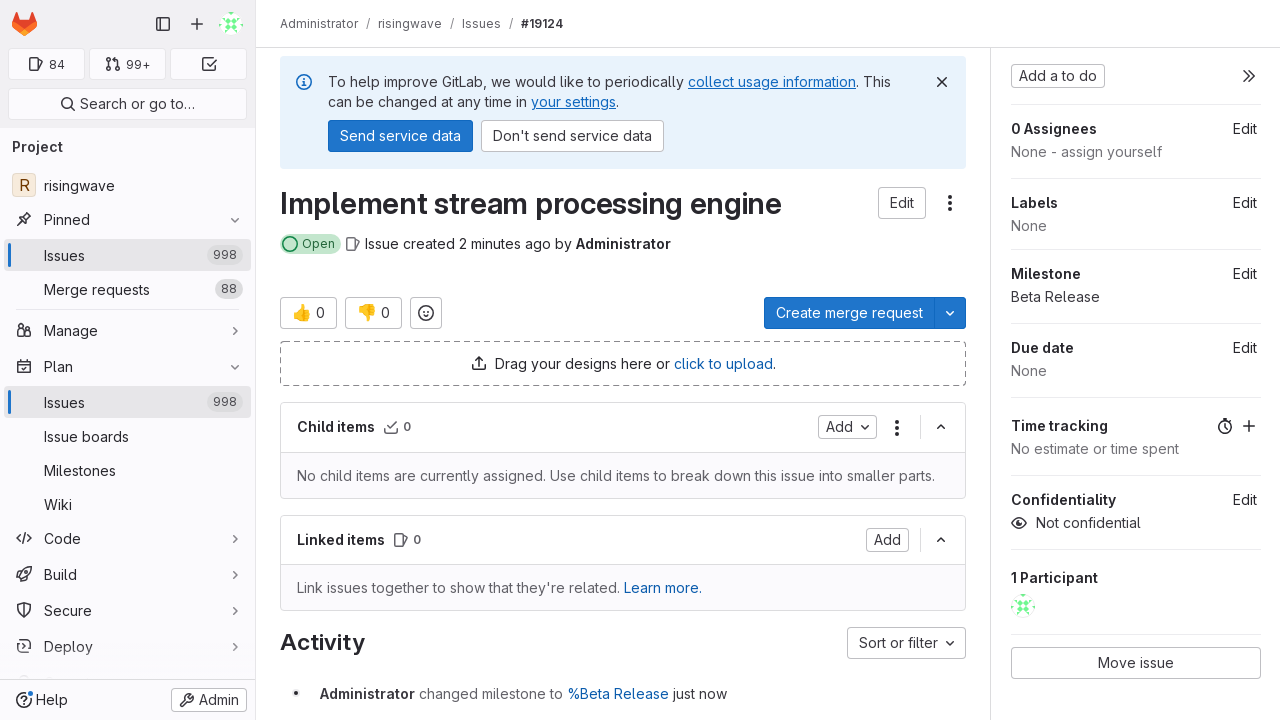 84
99+
Search or go to…
Project
R
risingwave
Pinned
Issues
998
Merge requests
88
Manage
Plan
Issues
998
Issue boards
Milestones
Wiki
Code
Build
Secure
Deploy
Help
Admin
Administrator / risingwave / Issues / #19124
To help improve GitLab, we would like to periodically collect usage information. This
can be changed at any time in your settings.
Send service data
Don't send service data
Implement stream processing engine
Edit
Open
Issue created 2 minutes ago by Administrator
👍 0
👎 0
Create merge request
Drag your designs here or click to upload.
Child items
0
Add
No child items are currently assigned. Use child items to break down this issue into smaller parts.
Linked items
0
Add
Link issues together to show that they're related. Learn more.
Activity
Sort or filter
Administrator changed milestone to %Beta Release just now
Add a to do
0 Assignees
Edit
None - assign yourself
Labels
Edit
None
Milestone
Edit
Beta Release
Due date
Edit
None
Time tracking
No estimate or time spent
Confidentiality
Edit
Not confidential
1 Participant
Move issue